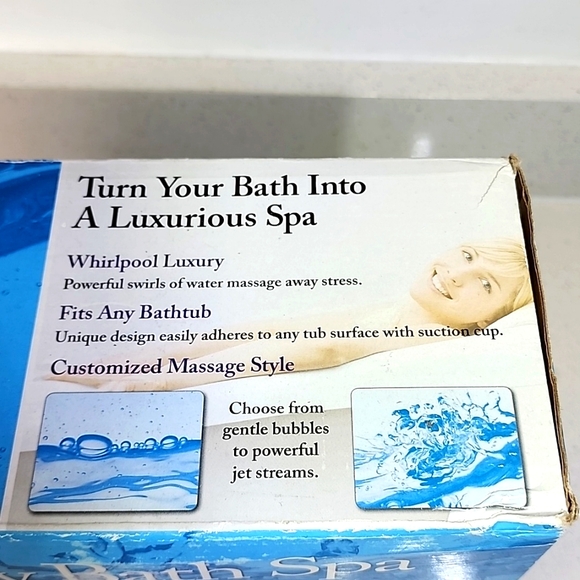 Turn Your Bath Into
A Luxurious Spa
Whirlpool Luxury
Powerful swirls of water massage away stress.
Fits Any Bathtub
Unique design easily adheres to any tub surface with suction cup.
Customized Massage Style
Choose from
gentle bubbles
to powerful
jet streams.
Bath Spa